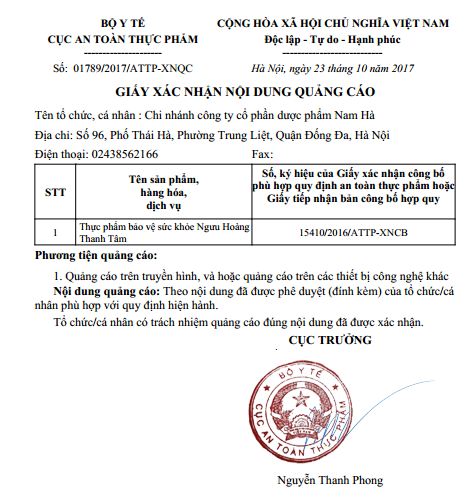 BỘ Y TẾ
CỤC AN TOÀN THỰC PHẨM
CỘNG HÒA XÃ HỘI CHỦ NGHĨA VIỆT NAM
Độc lập - Tự do - Hạnh phúc
Số: 01789/2017/ATTP-XNQC
Hà Nội, ngày 23 tháng 10 năm 2017
GIẤY XÁC NHẬN NỘI DUNG QUẢNG CÁO
Tên tổ chức, cá nhân : Chi nhánh công ty cổ phần dược phẩm Nam Hà
Địa chỉ: Số 96, Phố Thái Hà, Phường Trung Liệt, Quận Đống Đa, Hà Nội
Điện thoại: 02438562166 Fax:
STT
Tên sản phẩm,
hàng hóa,
dịch vụ
Số, ký hiệu của Giấy xác nhận công bố
phù hợp quy định an toàn thực phẩm hoặc
Giấy tiếp nhận bản công bố hợp quy
1
Thực phẩm bảo vệ sức khỏe Ngưu Hoàng
Thanh Tâm
15410/2016/ATTP-XNCB
Phương tiện quảng cáo:
1. Quảng cáo trên truyền hình, và hoặc quảng cáo trên các thiết bị công nghệ khác
Nội dung quảng cáo: Theo nội dung đã được phê duyệt (đính kèm) của tổ chức/cá
nhân phù hợp với quy định hiện hành.
Tổ chức/cá nhân có trách nhiệm quảng cáo đúng nội dung đã được xác nhận.
CỤC TRƯỞNG
BỘ Y TẾ
CỤC AN TOÀN THỰC PHẨM
Nguyễn Thanh Phong